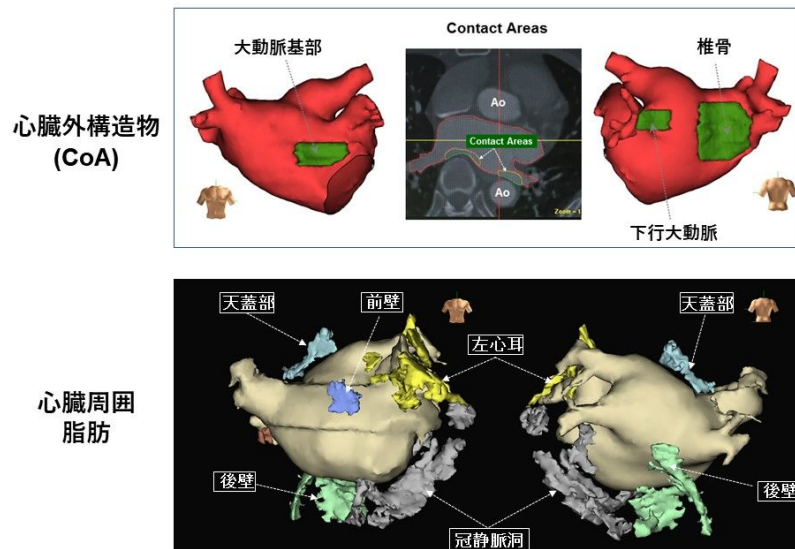 心臓外構造物
(CoA)
大動脈基部
Contact Areas
Ao
Contact Areas
Ao
椎骨
下行大動脈
心臓周囲
脂肪
天蓋部
前壁
左心耳
天蓋部
後壁
冠静脈洞
後壁